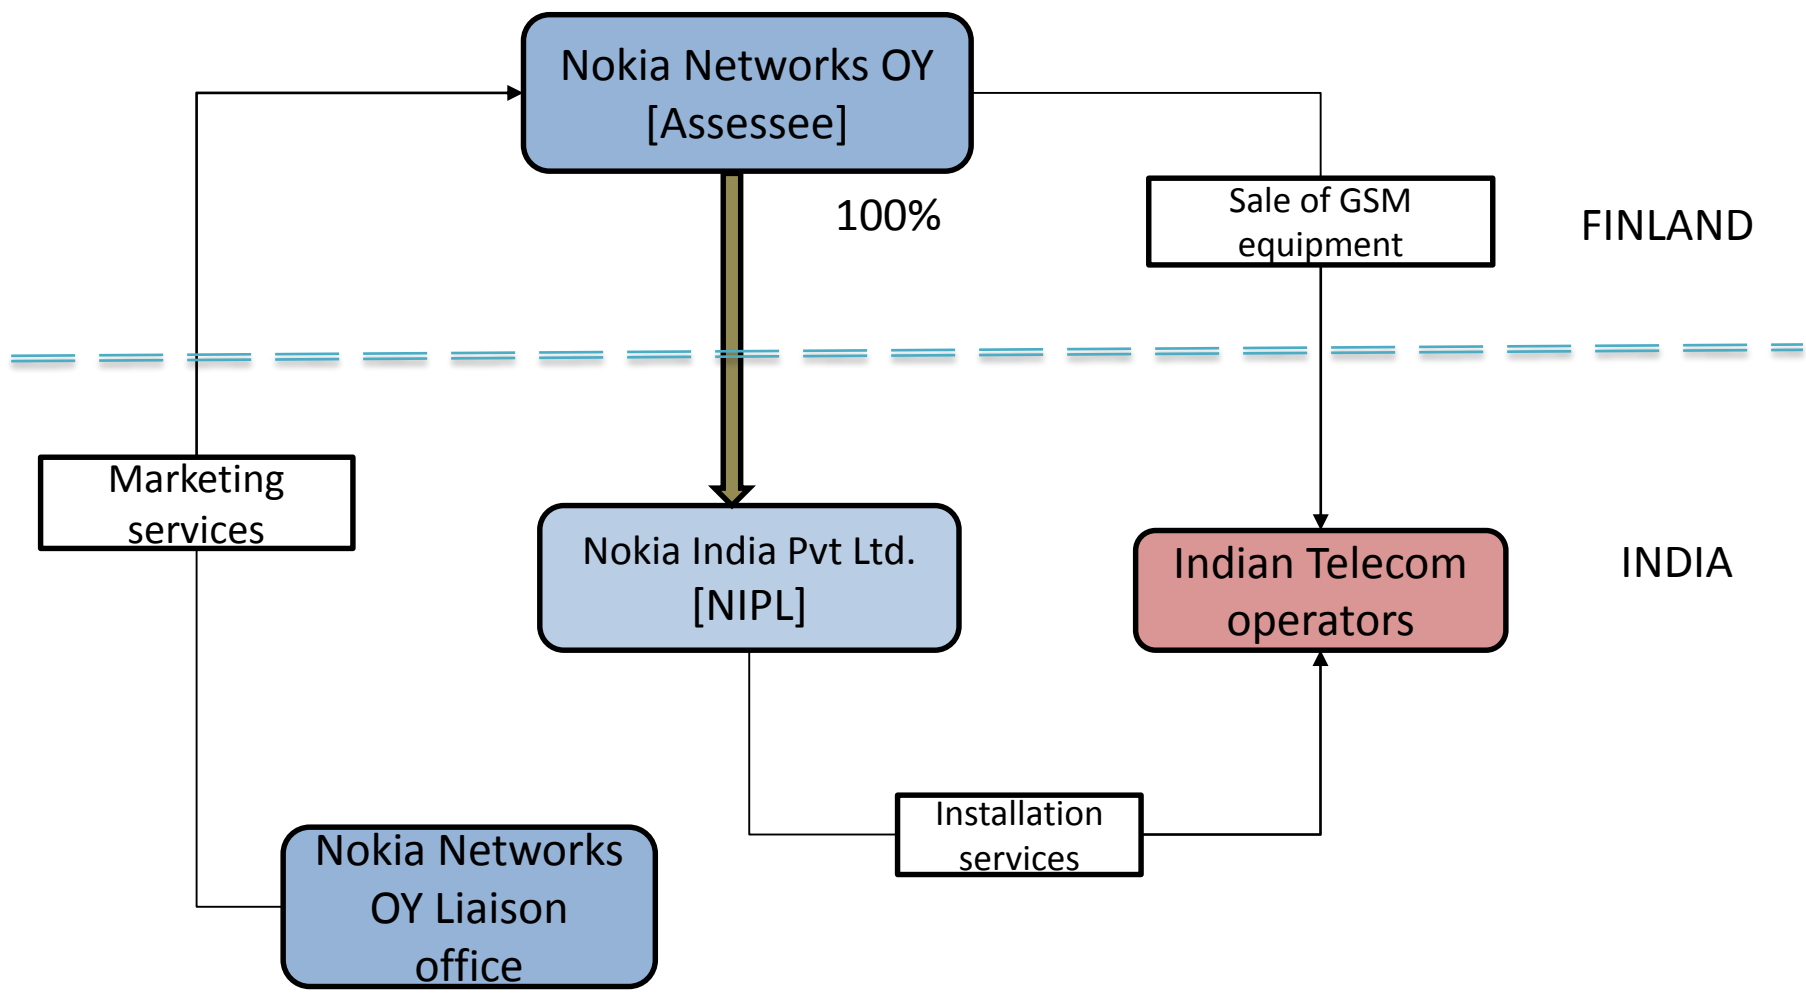 Nokia Networks OY
[Assessee]
100%
Sale of GSM
equipment
FINLAND
Marketing
services
Nokia India Pvt Ltd.
[NIPL]
Indian Telecom
operators
INDIA
Installation
services
Nokia Networks
OY Liaison
office